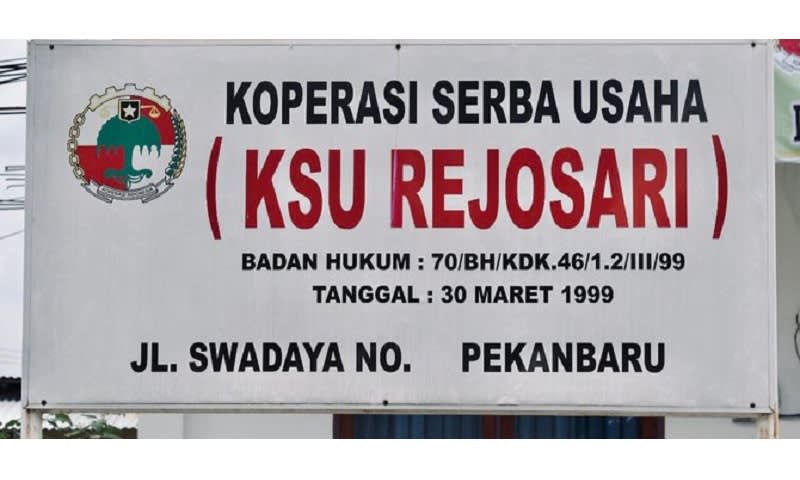 KOPERASI SERBA USAHA
( KSU REJOSARI )
BADAN HUKUM : 70/BH/KDK.46/1.2/III/99
TANGGAL : 30 MARET 1999
JL. SWADAYA NO. PEKANBARU